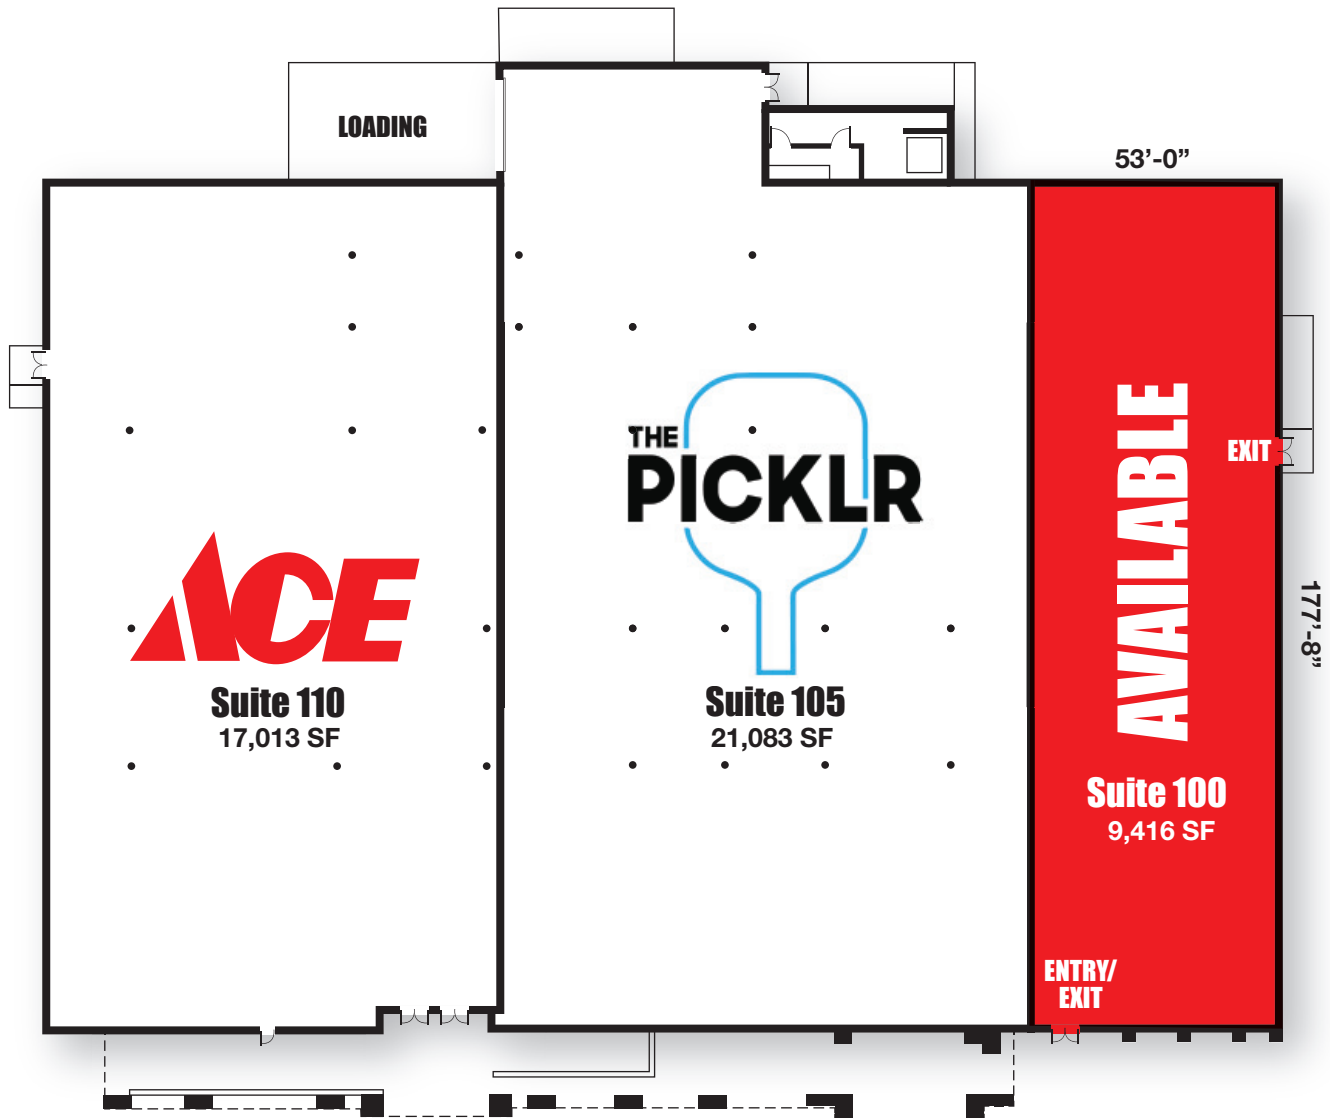 LOADING
53’-0”
THE
PICKLR
ACE
Suite 110
17,013 SF
Suite 105
21,083 SF
AVAILABLE
EXIT
177’-8”
Suite 100
9,416 SF
ENTRY/
EXIT